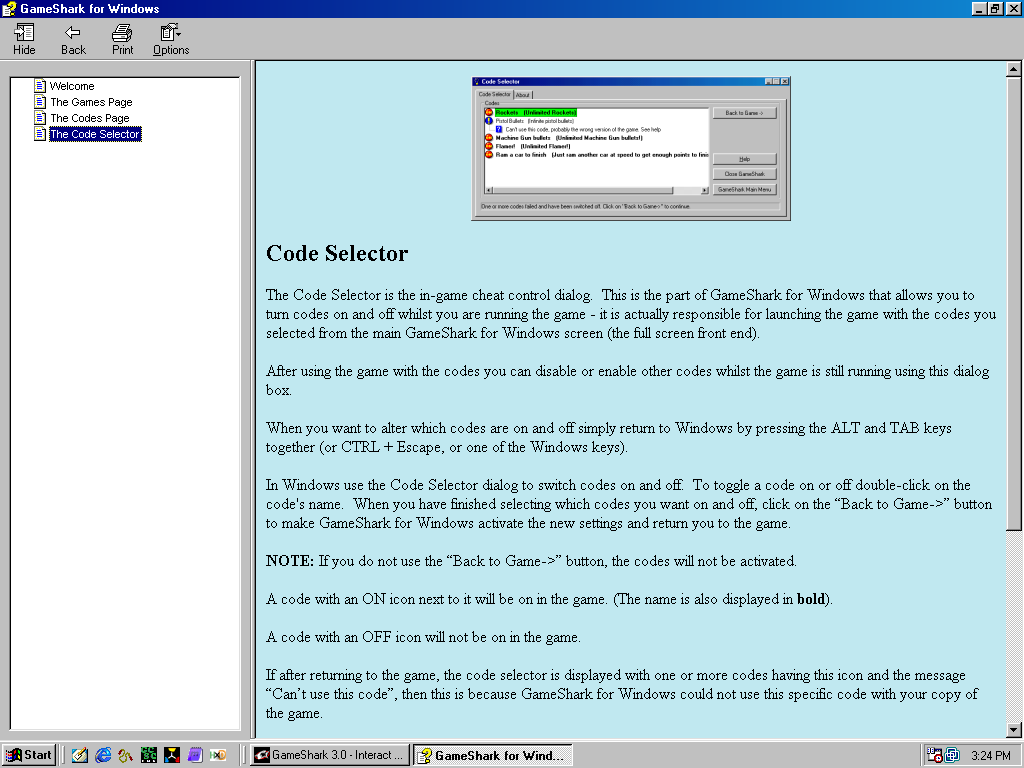 GameShark for Windows
Hide
Back
Print
Options
Welcome
The Games Page
The Codes Page
The Code Selector
Code Selector
Code Selector
About
Codes
Rockets (Unlimited Rockets)
Pistol Bullets (Infinite pistol bullets)
Can't use this code, probably the wrong version of the game. See help
Machine Gun bullets (Unlimited Machine Gun bullets!)
Flamer! (Unlimited Flamer!)
Ram a car to finish (Just ram another car at speed to get enough points to finis
Back to Game ->
Help
Close GameShark
GameShark Main Menu
One or more codes failed and have been switched off. Click on "Back to Game->" to continue.
Code Selector
The Code Selector is the in-game cheat control dialog. This is the part of GameShark for Windows that allows you to
turn codes on and off whilst you are running the game - it is actually responsible for launching the game with the codes you
selected from the main GameShark for Windows screen (the full screen front end).
After using the game with the codes you can disable or enable other codes whilst the game is still running using this dialog
box.
When you want to alter which codes are on and off simply return to Windows by pressing the ALT and TAB keys
together (or CTRL + Escape, or one of the Windows keys).
In Windows use the Code Selector dialog to switch codes on and off. To toggle a code on or off double-click on the
code's name. When you have finished selecting which codes you want on and off, click on the “Back to Game->” button
to make GameShark for Windows activate the new settings and return you to the game.
NOTE: If you do not use the “Back to Game->” button, the codes will not be activated.
A code with an ON icon next to it will be on in the game. (The name is also displayed in bold).
A code with an OFF icon will not be on in the game.
If after returning to the game, the code selector is displayed with one or more codes having this icon and the message
“Can’t use this code”, then this is because GameShark for Windows could not use this specific code with your copy of
the game.
Start
GameShark 3.0 - Interact ...
GameShark for Wind...
3:24 PM